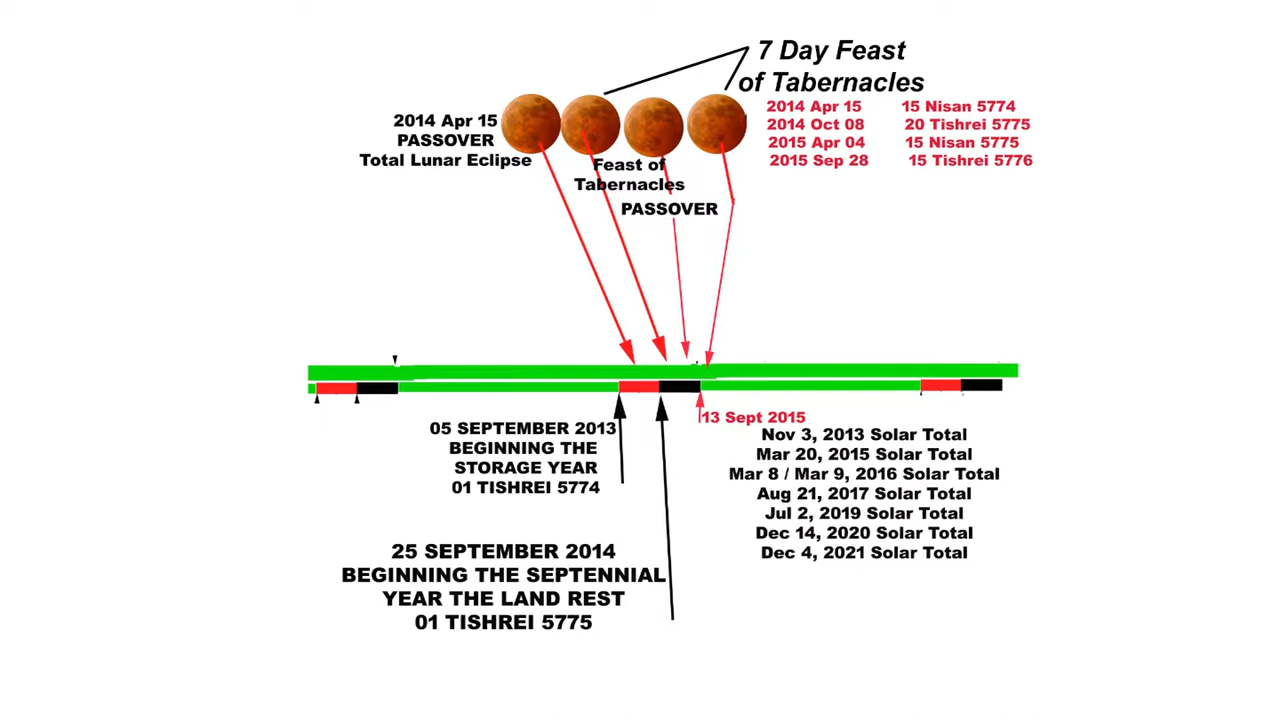 7 Day Feast
of Tabernacles
2014 Apr 15
PASSOVER
Total Lunar Eclipse
2014 Apr 15 15 Nisan 5774
2014 Oct 08 20 Tishrei 5775
2015 Apr 04 15 Nisan 5775
2015 Sep 28 15 Tishrei 5776
Feast of
Tabernacles
PASSOVER
05 SEPTEMBER 2013
BEGINNING THE
STORAGE YEAR
01 TISHREI 5774
13 Sept 2015
Nov 3, 2013 Solar Total
Mar 20, 2015 Solar Total
Mar 8 / Mar 9, 2016 Solar Total
Aug 21, 2017 Solar Total
Jul 2, 2019 Solar Total
Dec 14, 2020 Solar Total
Dec 4, 2021 Solar Total
25 SEPTEMBER 2014
BEGINNING THE SEPTENNIAL
YEAR THE LAND REST
01 TISHREI 5775